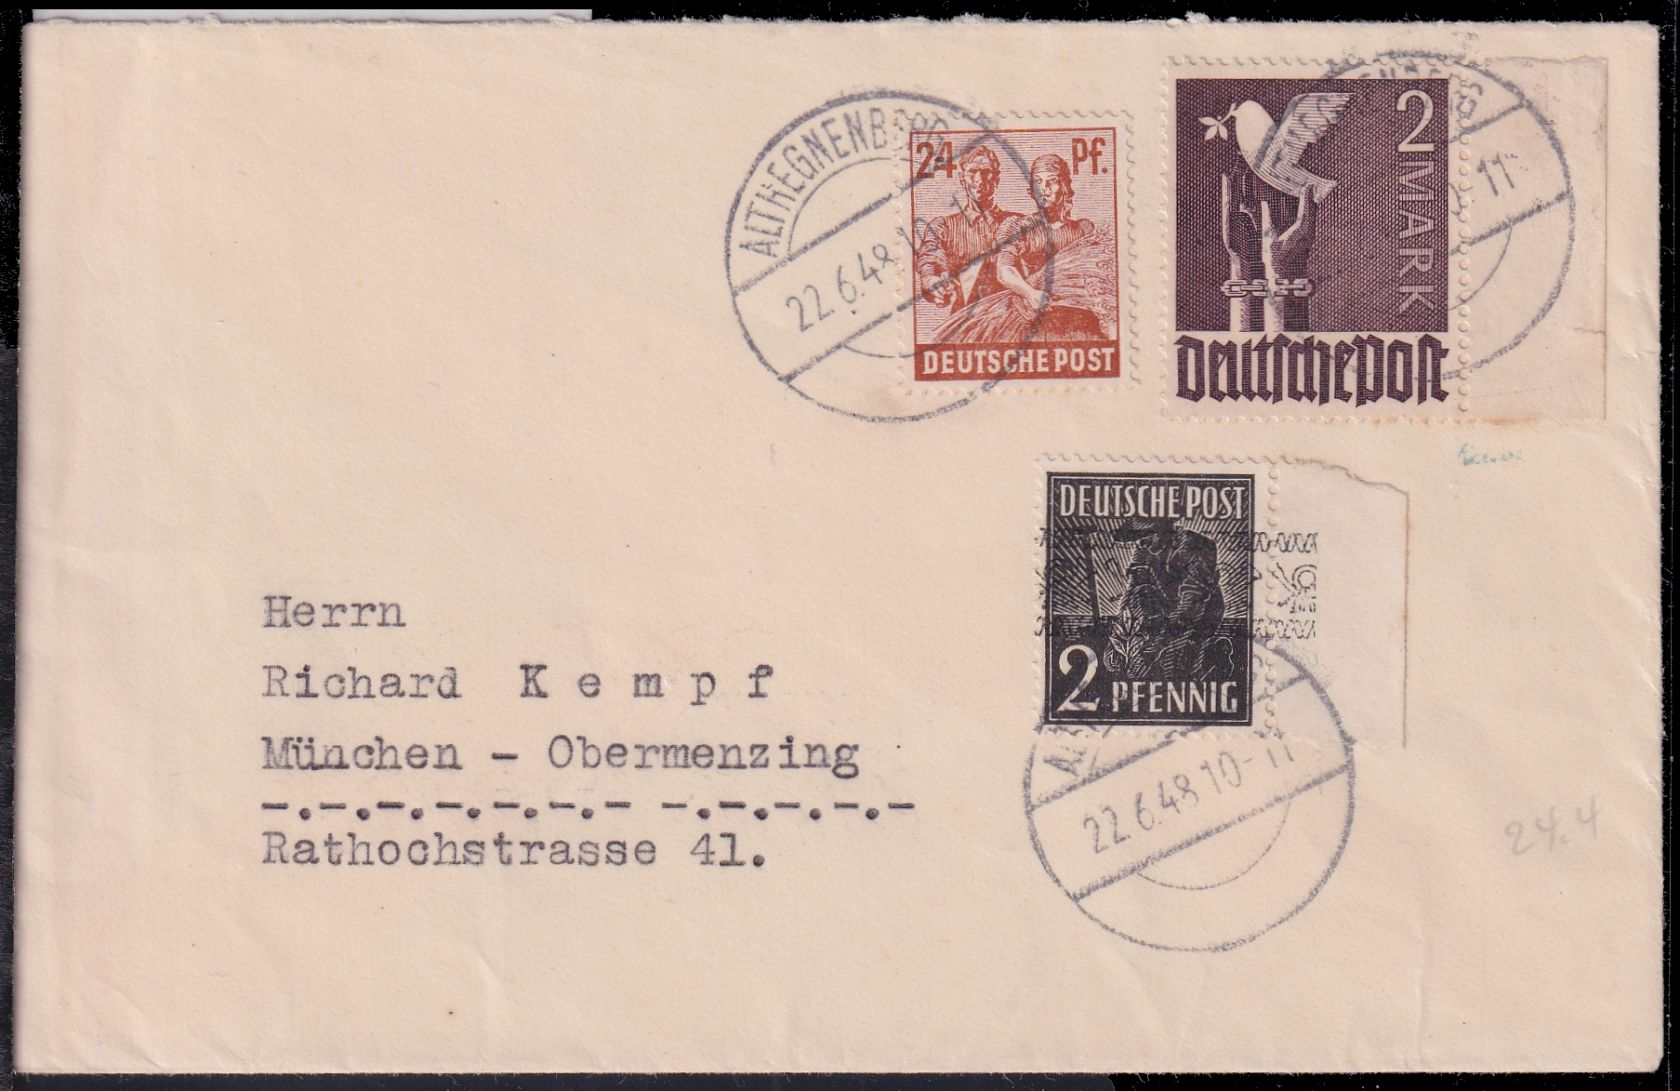 ALTHEGNENBERG
22.6.48 10-11
24 Pf.
DEUTSCHE POST
2 MARK
Deutsche Post
11
DEUTSCHE POST
2 PFENNIG
22.6.48 10-11
Herrn
Richard K e m p f
München - Obermenzing
-.-.-.-.-.-.- -.-.-.-.-
Rathochstrasse 41.
24.4